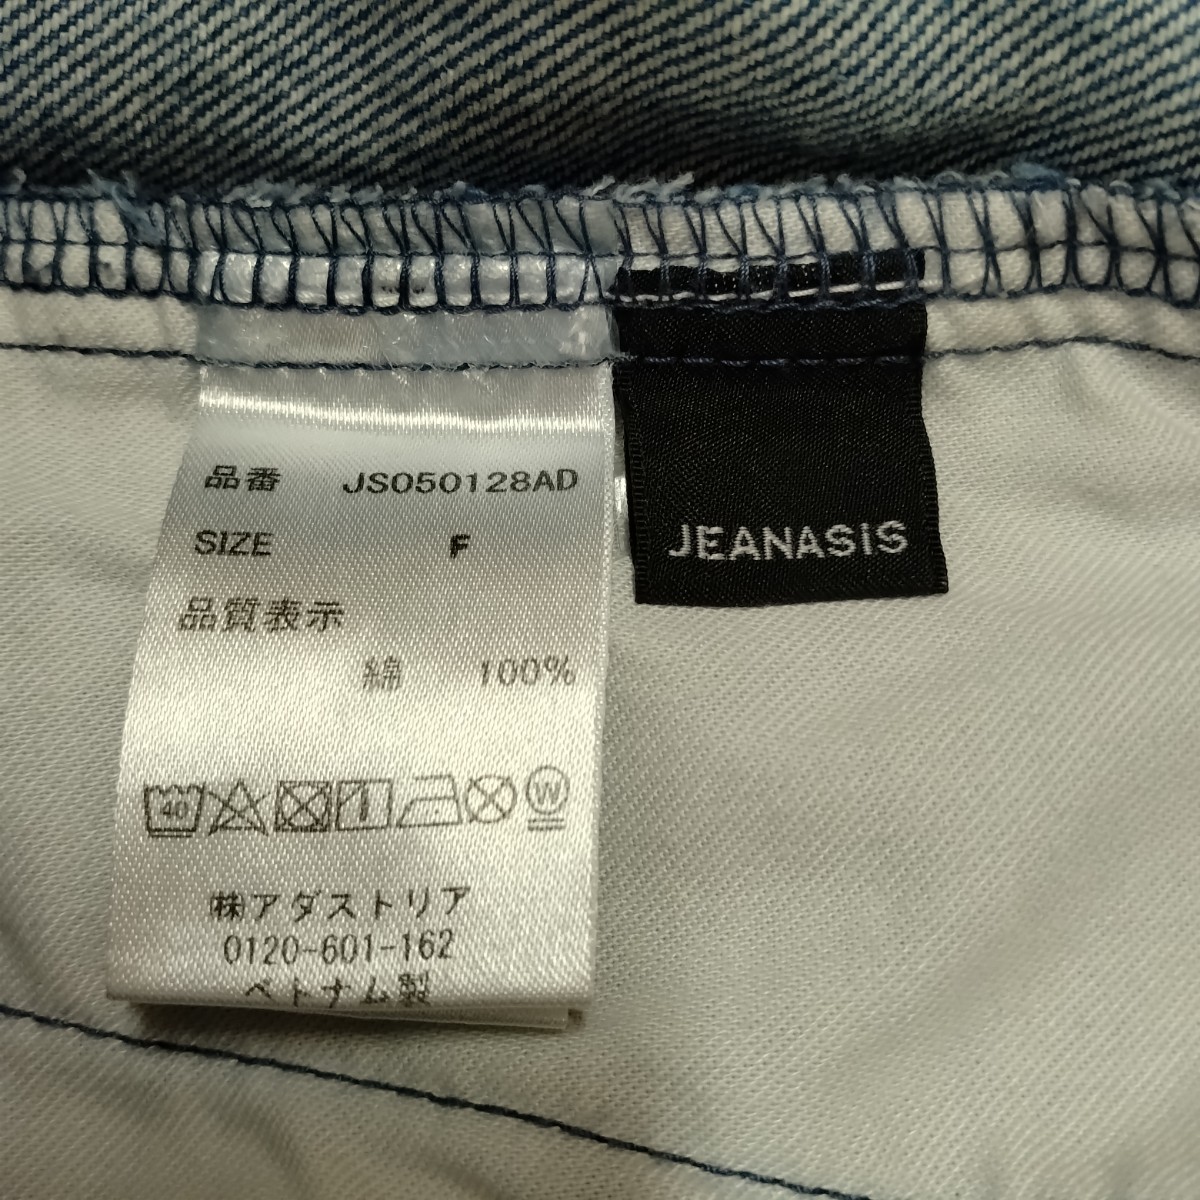 品番 JS050128AD
SIZE F
品質表示
綿 100%
40
W
㈱アダストリア
0120-601-162
ベトナム製
JEANASIS